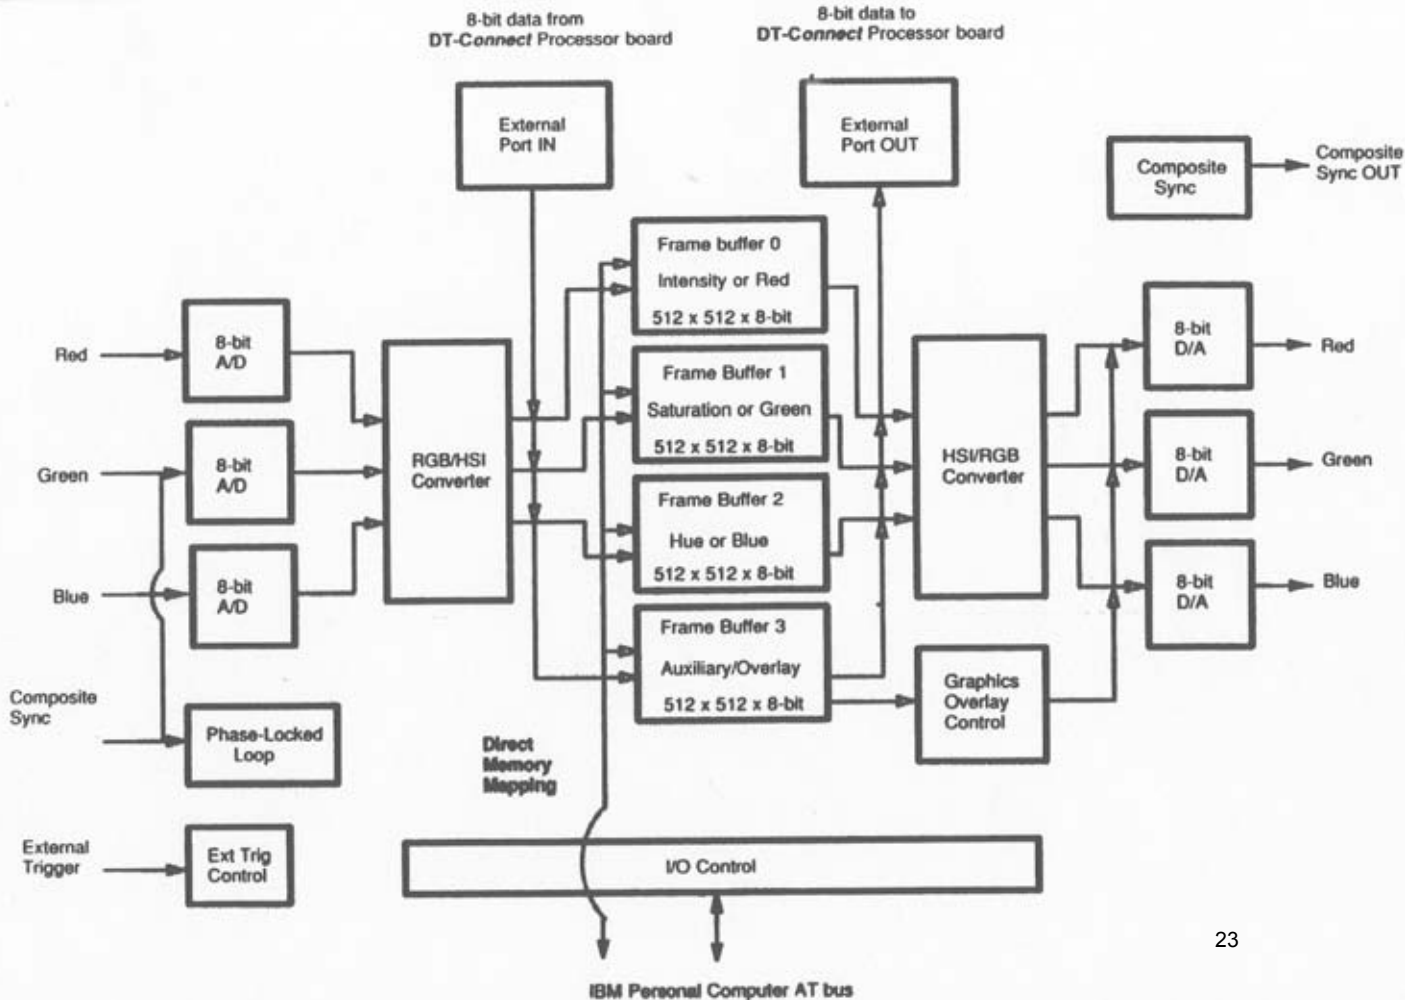 8-bit data from
DT-Connect Processor board
8-bit data to
DT-Connect Processor board
External
Port IN
External
Port OUT
Composite
Sync
Composite
Sync OUT
Frame buffer 0
Intensity or Red
512 x 512 x 8-bit
Red
8-bit
A/D
Frame Buffer 1
Saturation or Green
512 x 512 x 8-bit
8-bit
D/A
Red
Green
8-bit
A/D
RGB/HSI
Converter
Frame Buffer 2
Hue or Blue
512 x 512 x 8-bit
HSI/RGB
Converter
8-bit
D/A
Green
Blue
8-bit
A/D
Frame Buffer 3
Auxiliary/Overlay
512 x 512 x 8-bit
8-bit
D/A
Blue
Composite
Sync
Phase-Locked
Loop
Graphics
Overlay
Control
Direct
Memory
Mapping
External
Trigger
Ext Trig
Control
I/O Control
23
IBM Personal Computer AT bus